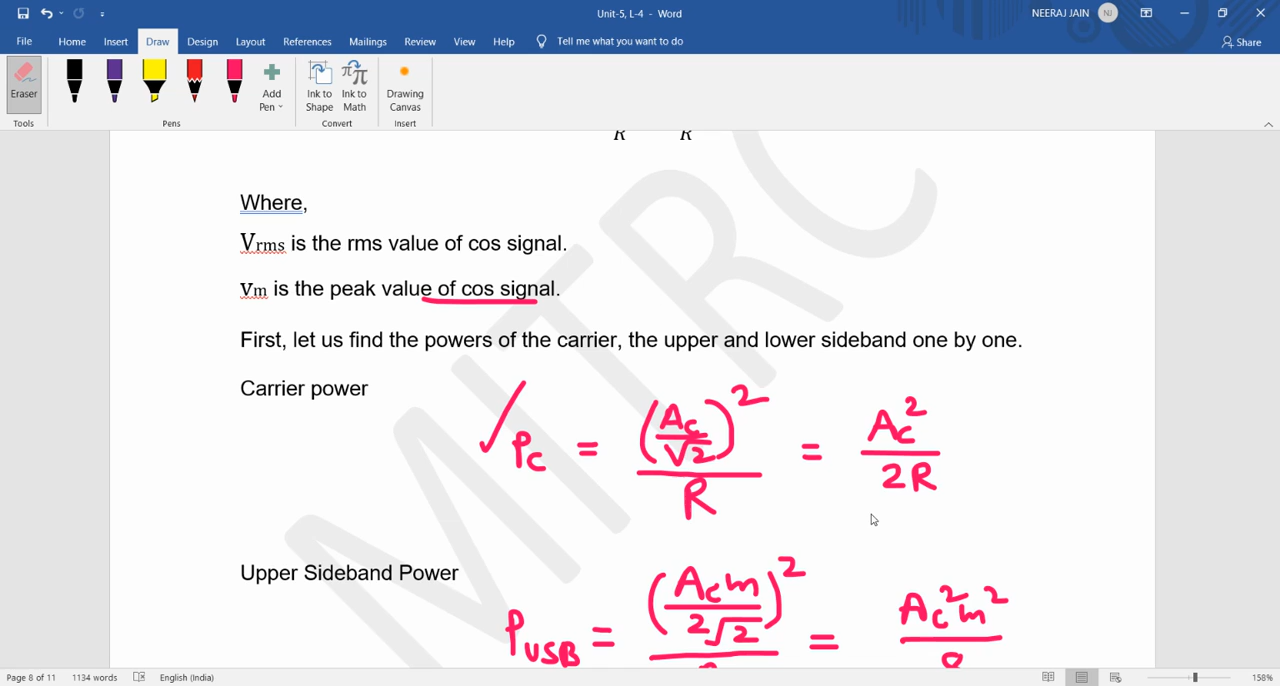 Unit-5, L-4 - Word
NEERAJ JAIN NJ
File Home Insert Draw Design Layout References Mailings Review View Help Tell me what you want to do Share
Eraser
Add Pen
Ink to Shape
Ink to Math
Drawing Canvas
Tools Pens Convert Insert
R R
Where,
Vrms is the rms value of cos signal.
vm is the peak value of cos signal.
First, let us find the powers of the carrier, the upper and lower sideband one by one.
Carrier power
Pc = (Ac/√2)²/R = Ac²/2R
Upper Sideband Power
PUSB = (Acm/2√2)² = Ac²m²/8
MTRC
Page 8 of 11 1134 words English (India) 158%